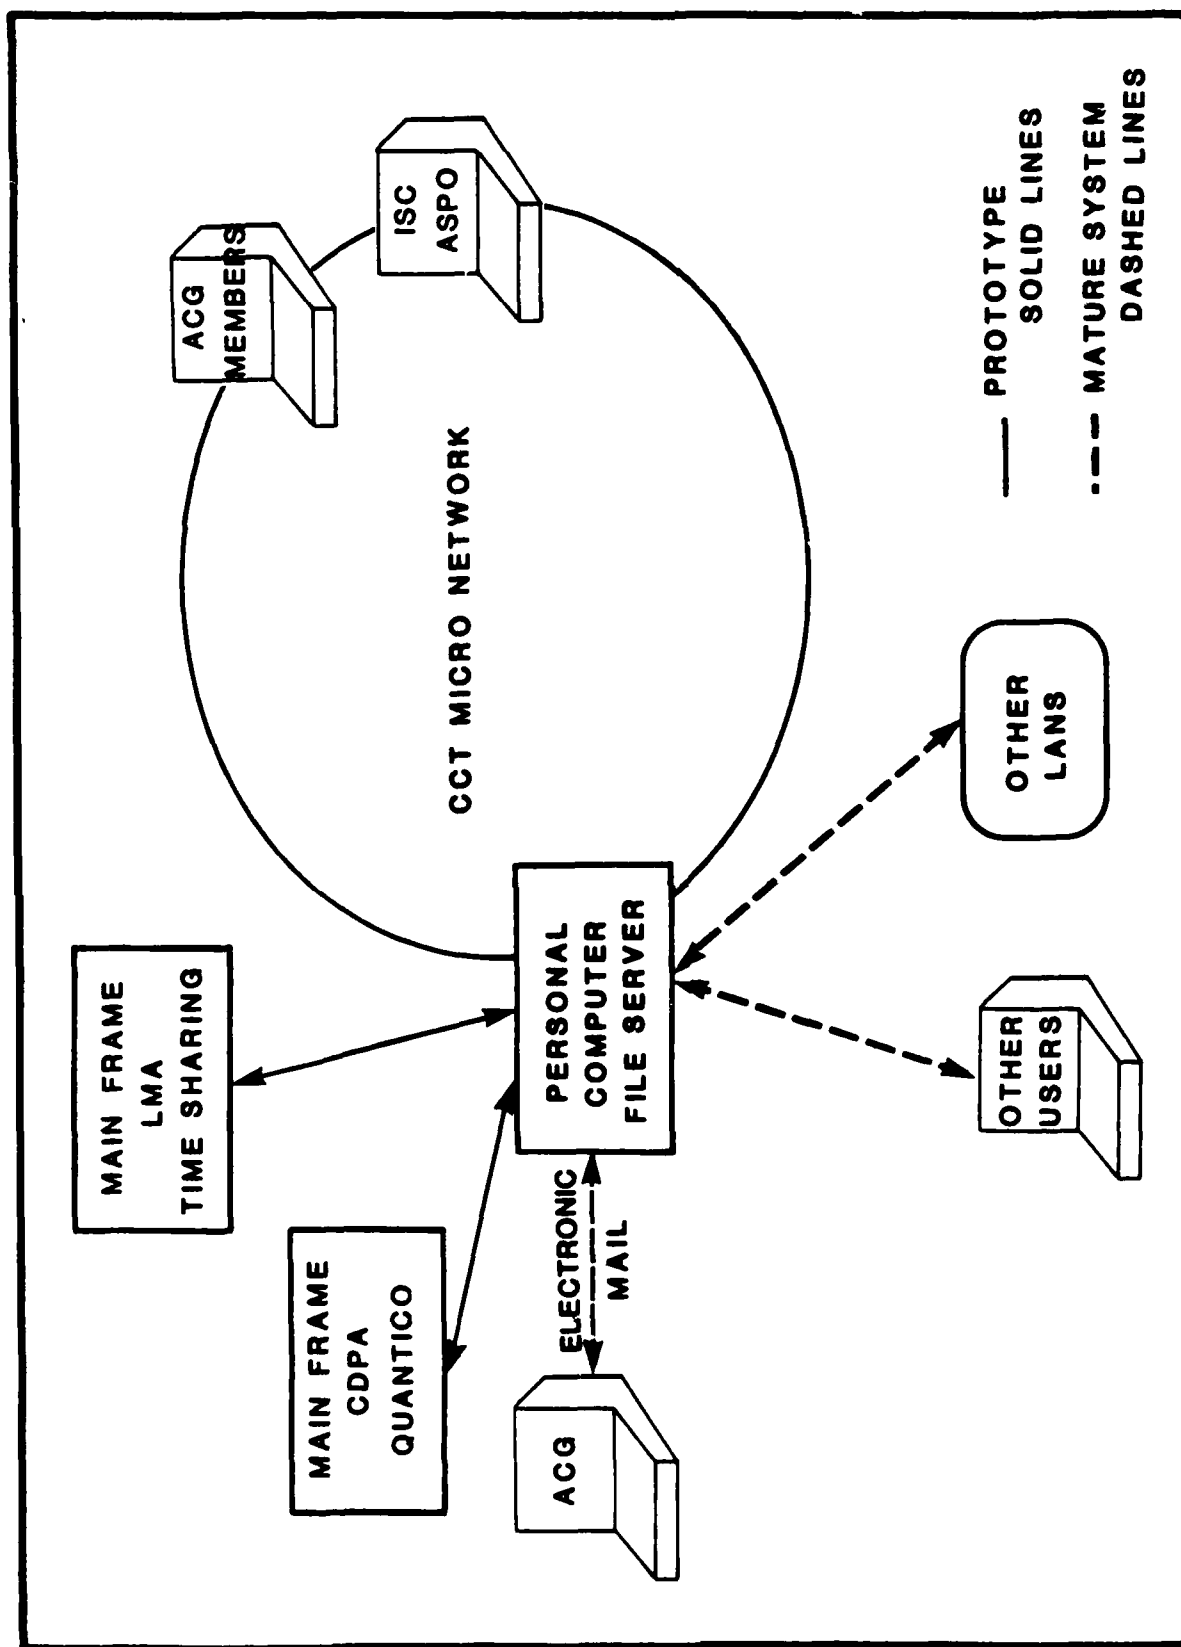 MAIN FRAME
LMA
TIME SHARING
MAIN FRAME
CDPA
QUANTICO
ACG
ELECTRONIC
MAIL
PERSONAL
COMPUTER
FILE SERVER
CCT MICRO NETWORK
ACG
MEMBERS
ISC
ASPO
OTHER
USERS
OTHER
LANS
PROTOTYPE
SOLID LINES
MATURE SYSTEM
DASHED LINES